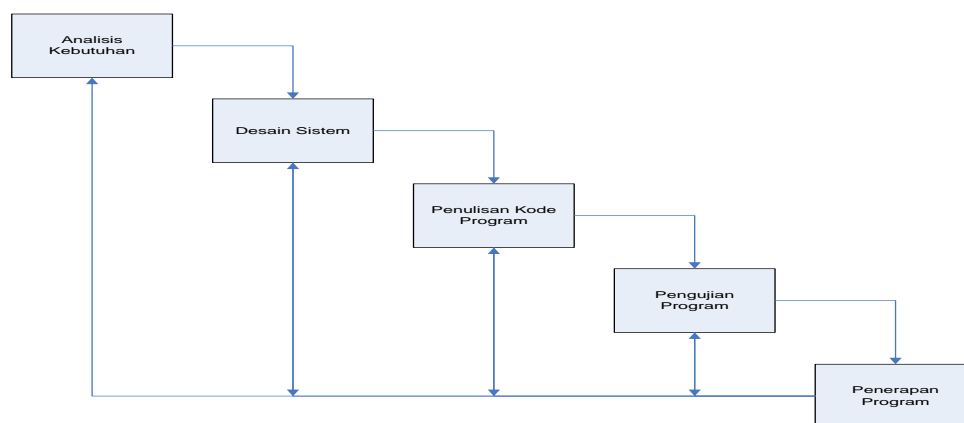 Analisis
Kebutuhan
Desain Sistem
Penulisan Kode
Program
Pengujian
Program
Penerapan
Program